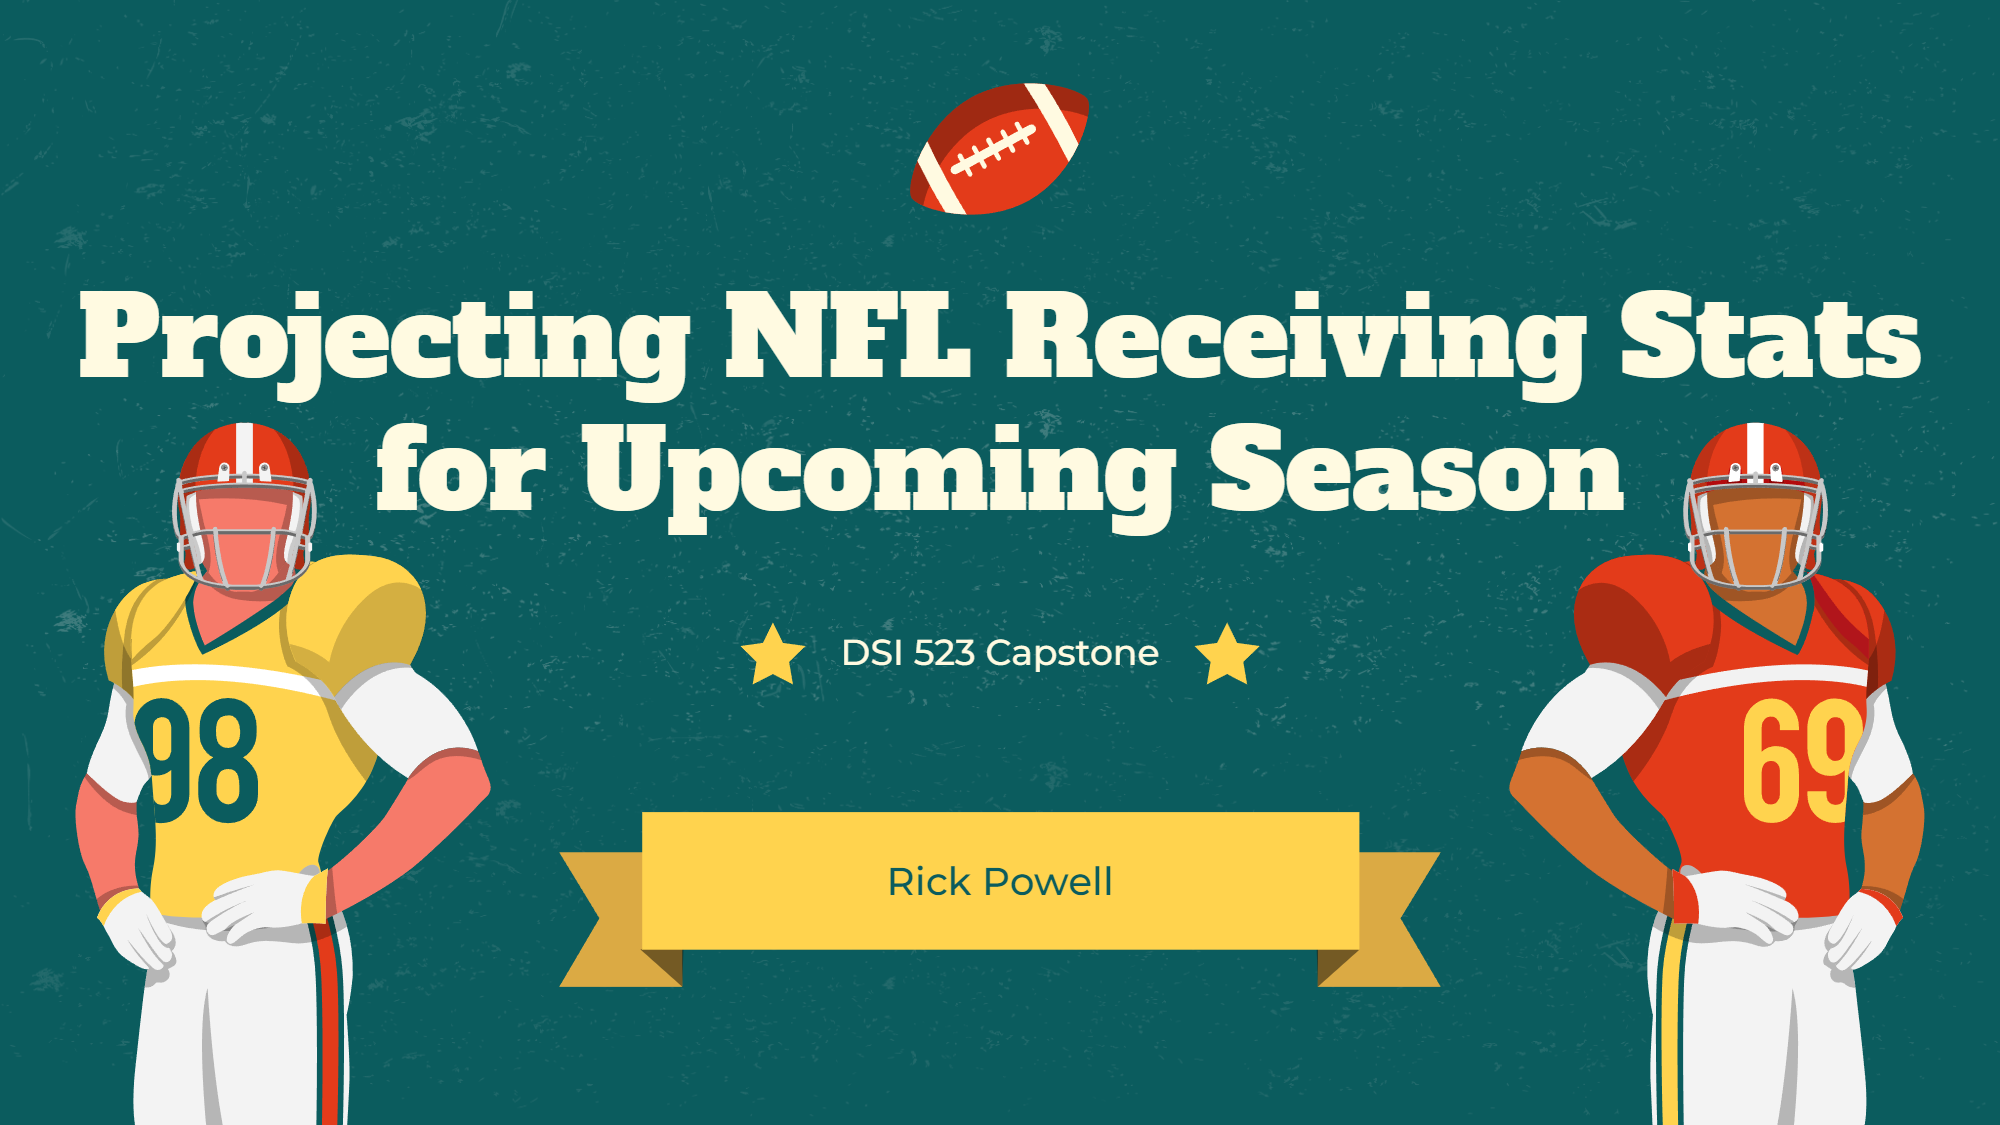 Projecting NFL Receiving Stats
for Upcoming Season
DSI 523 Capstone
98
69
Rick Powell